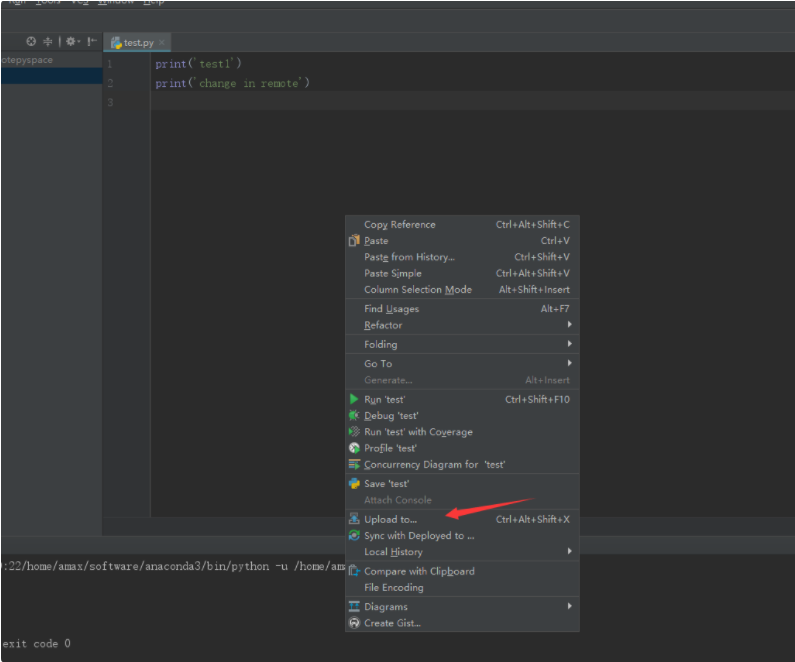 Run Tools VCS Window Help
test.py
otepyspace
1 print('test1')
2 print('change in remote')
3
Copy Reference Ctrl+Alt+Shift+C
Paste Ctrl+V
Paste from History... Ctrl+Shift+V
Paste Simple Ctrl+Alt+Shift+V
Column Selection Mode Alt+Shift+Insert
Find Usages Alt+F7
Refactor
Folding
Go To
Generate... Alt+Insert
Run 'test' Ctrl+Shift+F10
Debug 'test'
Run 'test' with Coverage
Profile 'test'
Concurrency Diagram for 'test'
Save 'test'
Attach Console
Upload to... Ctrl+Alt+Shift+X
Sync with Deployed to ...
Local History
Compare with Clipboard
File Encoding
Diagrams
Create Gist...
:22/home/amax/software/anaconda3/bin/python -u /home/am
exit code 0